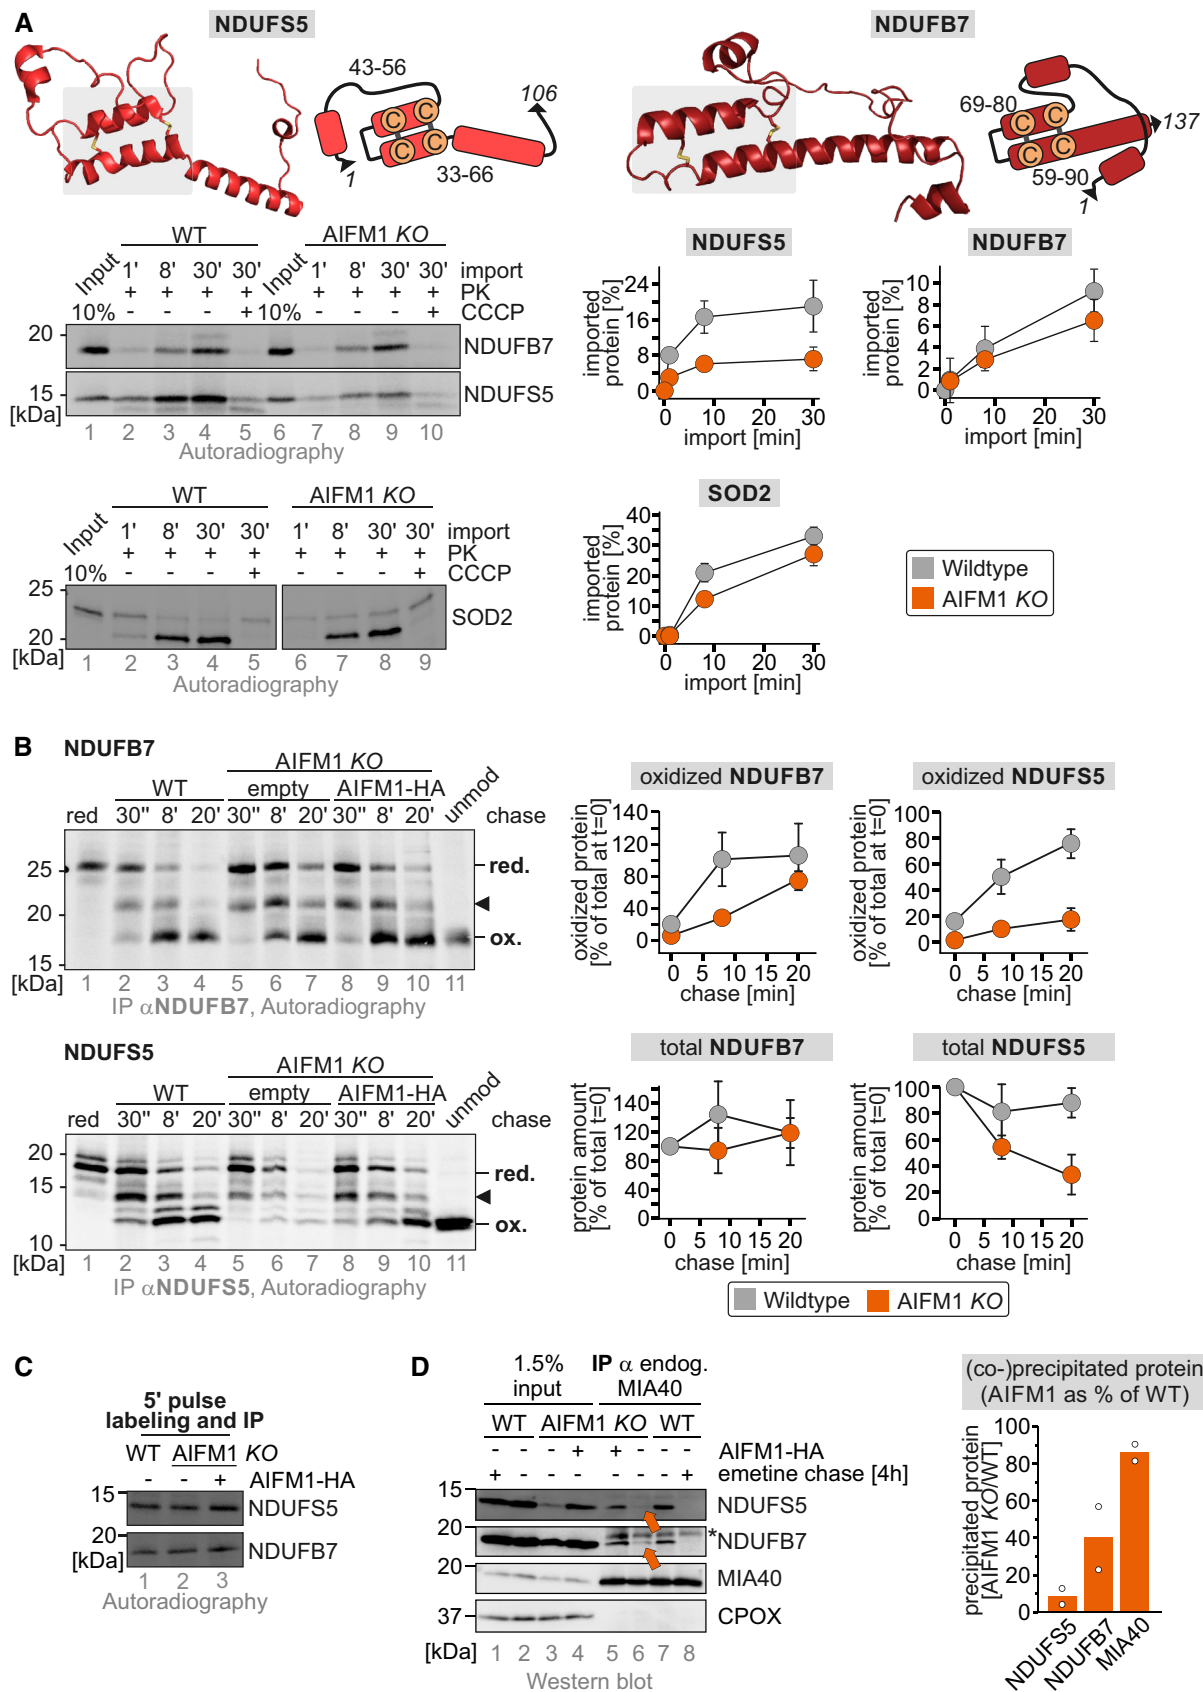 A
NDUFS5
NDUFB7
43-56
106
C C
C C
1
33-66
69-80
C C
C C
137
59-90
1
WT
AIFM1 KO
Input 1' 8' 30' 30' Input 1' 8' 30' 30' import
+ + + + + + + + PK
10% - - - + 10% - - - + CCCP
20
NDUFB7
15
NDUFS5
[kDa]
1 2 3 4 5 6 7 8 9 10
Autoradiography
NDUFS5
imported
protein [%]
24
16
8
0
0 10 20 30
import [min]
NDUFB7
imported
protein [%]
10
8
6
4
2
0
0 10 20 30
import [min]
WT
AIFM1 KO
Input 1' 8' 30' 30' 1' 8' 30' 30' import
+ + + + + + + + PK
10% - - - + - - - + CCCP
25
SOD2
20
[kDa]
1 2 3 4 5 6 7 8 9
Autoradiography
SOD2
imported
protein [%]
40
30
20
10
0
0 10 20 30
import [min]
Wildtype
AIFM1 KO
B
NDUFB7
AIFM1 KO
WT empty AIFM1-HA
red 30" 8' 20' 30" 8' 20' 30" 8' 20' unmod chase
25
red.
20
ox.
15
[kDa]
1 2 3 4 5 6 7 8 9 10 11
IP αNDUFB7, Autoradiography
oxidized NDUFB7
oxidized protein
[% of total at t=0]
140
120
80
40
0
0 5 10 15 20
chase [min]
oxidized NDUFS5
oxidized protein
[% of total at t=0]
100
80
60
40
20
0
0 5 10 15 20
chase [min]
NDUFS5
AIFM1 KO
WT empty AIFM1-HA
red 30" 8' 20' 30" 8' 20' 30" 8' 20' unmod chase
20
red.
15
ox.
10
[kDa]
1 2 3 4 5 6 7 8 9 10 11
IP αNDUFS5, Autoradiography
total NDUFB7
protein amount
[% of total t=0]
140
120
80
40
0
0 5 10 15 20
chase [min]
total NDUFS5
protein amount
[% of total t=0]
100
80
60
40
20
0
0 5 10 15 20
chase [min]
Wildtype
AIFM1 KO
C
5' pulse
labeling and IP
WT AIFM1 KO
- - + AIFM1-HA
15
NDUFS5
20
NDUFB7
[kDa]
1 2 3
Autoradiography
D
1.5%
input
IP α endog.
MIA40
WT AIFM1 KO WT
- - - + + - - - AIFM1-HA
+ - - - - - - + emetine chase [4h]
15
NDUFS5
20
*NDUFB7
20
MIA40
37
CPOX
[kDa]
1 2 3 4 5 6 7 8
Western blot
(co-)precipitated protein
(AIFM1 as % of WT)
precipitated protein
[AIFM1 KO/WT]
100
80
60
40
20
0
NDUFS5
NDUFB7
MIA40